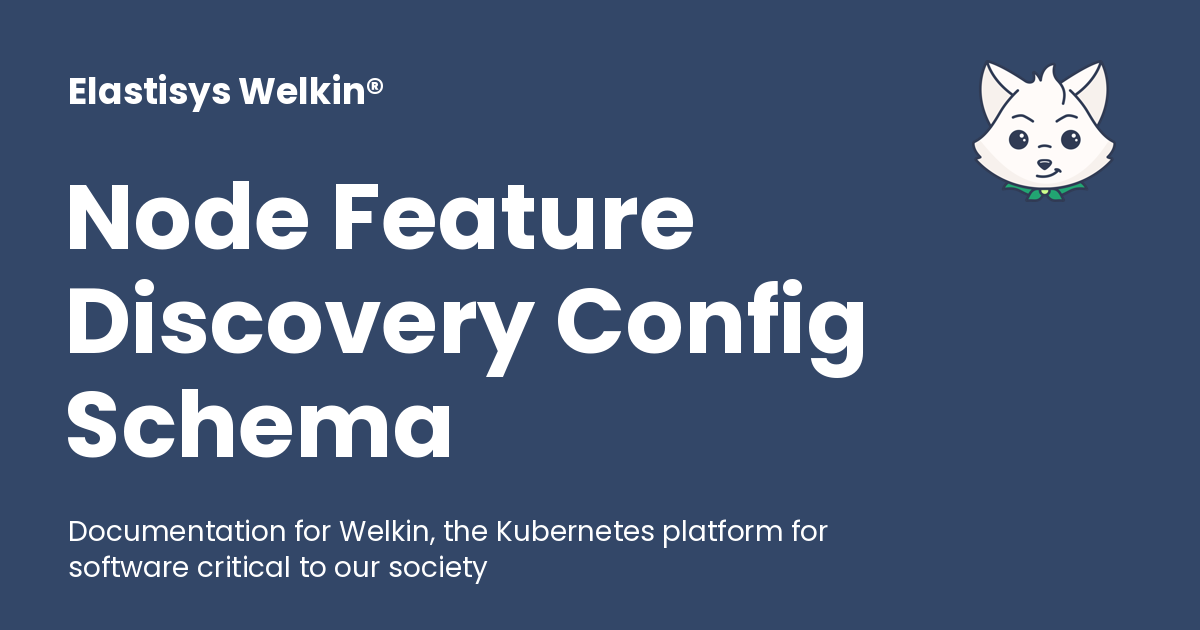 Elastisys Welkin®
Node Feature
Discovery Config
Schema
Documentation for Welkin, the Kubernetes platform for
software critical to our society